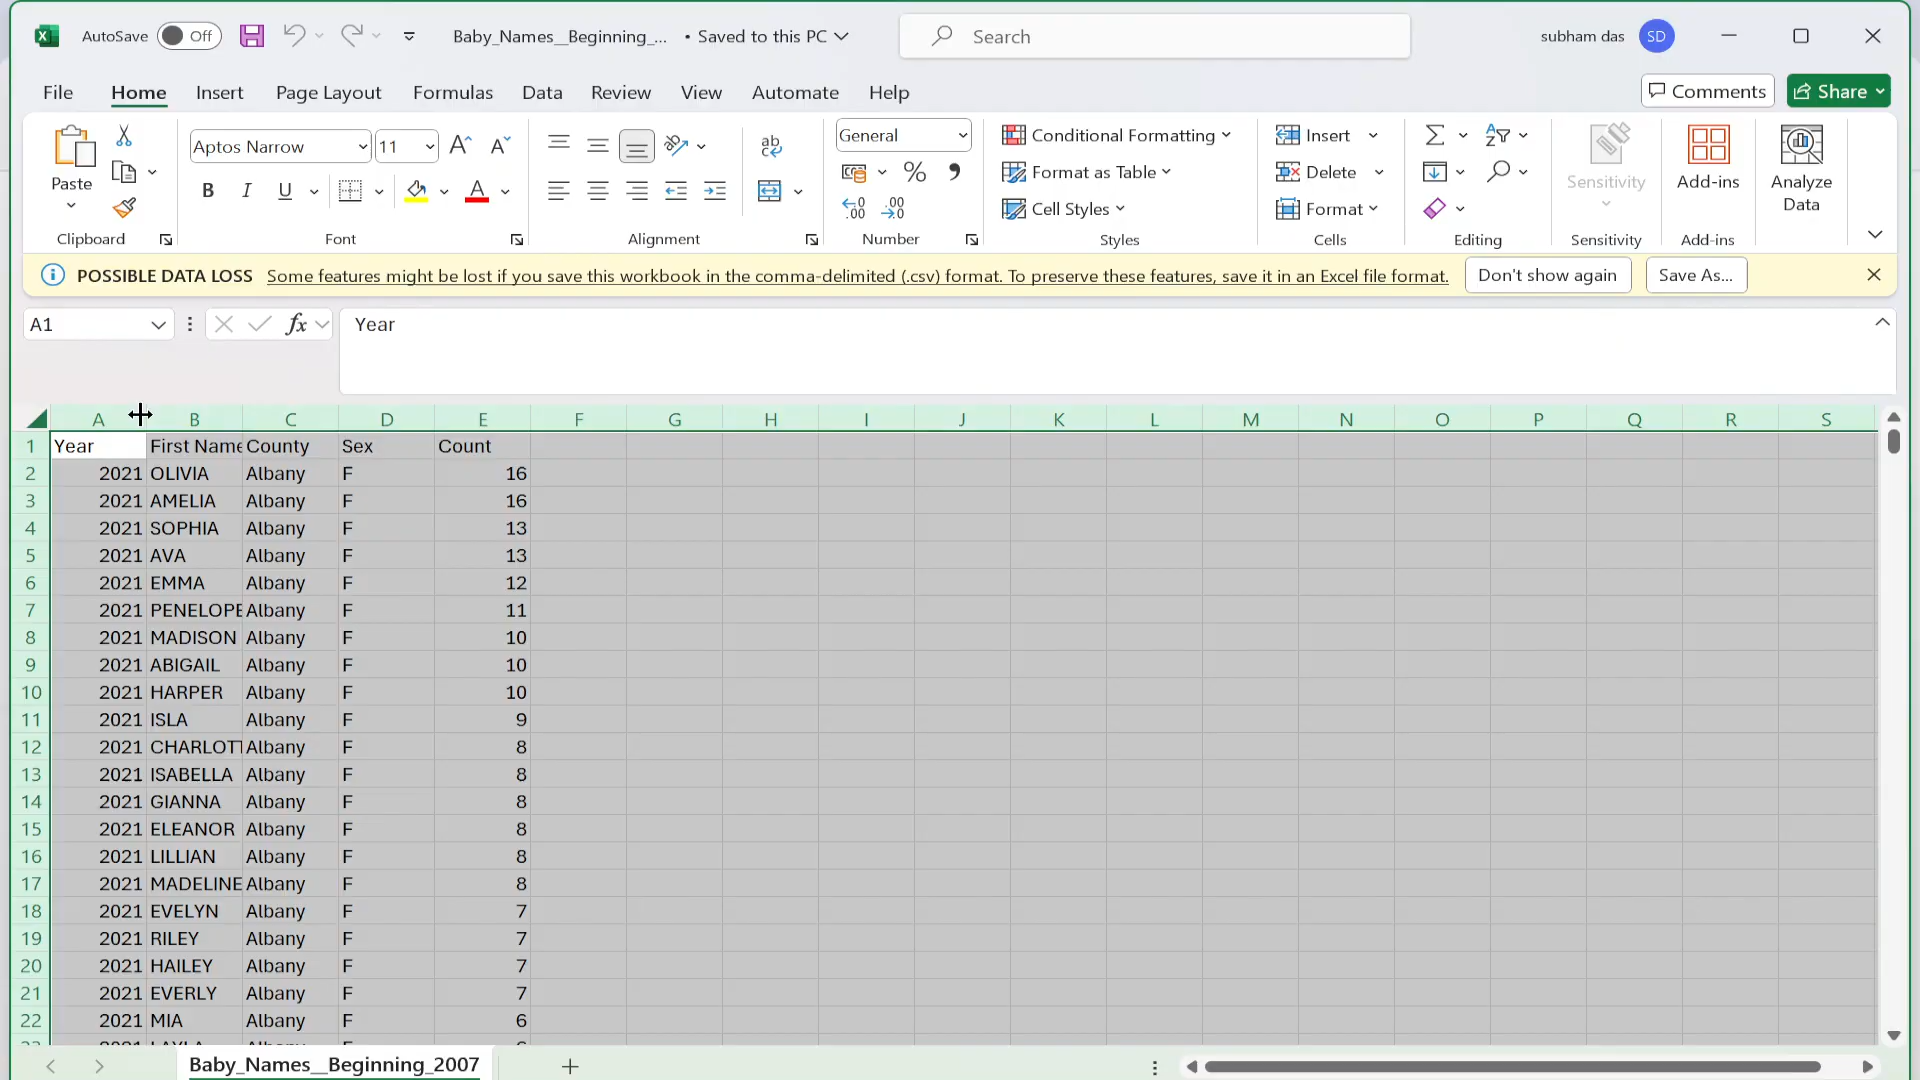 AutoSave Off Baby_Names__Beginning_... • Saved to this PC Search subham das SD
File Home Insert Page Layout Formulas Data Review View Automate Help Comments Share
Paste
Clipboard
Aptos Narrow 11
B I U A
Font
ab
Alignment
General
% 9
.00 .00
Number
Conditional Formatting
Format as Table
Cell Styles
Styles
Insert
Delete
Format
Cells
Editing
Sensitivity
Sensitivity
Add-ins
Add-ins
Analyze
Data
POSSIBLE DATA LOSS Some features might be lost if you save this workbook in the comma-delimited (.csv) format. To preserve these features, save it in an Excel file format. Don't show again Save As...
A1 fx Year
A B C D E F G H I J K L M N O P Q R S
1 Year First Name County Sex Count
2 2021 OLIVIA Albany F 16
3 2021 AMELIA Albany F 16
4 2021 SOPHIA Albany F 13
5 2021 AVA Albany F 13
6 2021 EMMA Albany F 12
7 2021 PENELOPE Albany F 11
8 2021 MADISON Albany F 10
9 2021 ABIGAIL Albany F 10
10 2021 HARPER Albany F 10
11 2021 ISLA Albany F 9
12 2021 CHARLOTT Albany F 8
13 2021 ISABELLA Albany F 8
14 2021 GIANNA Albany F 8
15 2021 ELEANOR Albany F 8
16 2021 LILLIAN Albany F 8
17 2021 MADELINE Albany F 8
18 2021 EVELYN Albany F 7
19 2021 RILEY Albany F 7
20 2021 HAILEY Albany F 7
21 2021 EVERLY Albany F 7
22 2021 MIA Albany F 6
Baby_Names__Beginning_2007